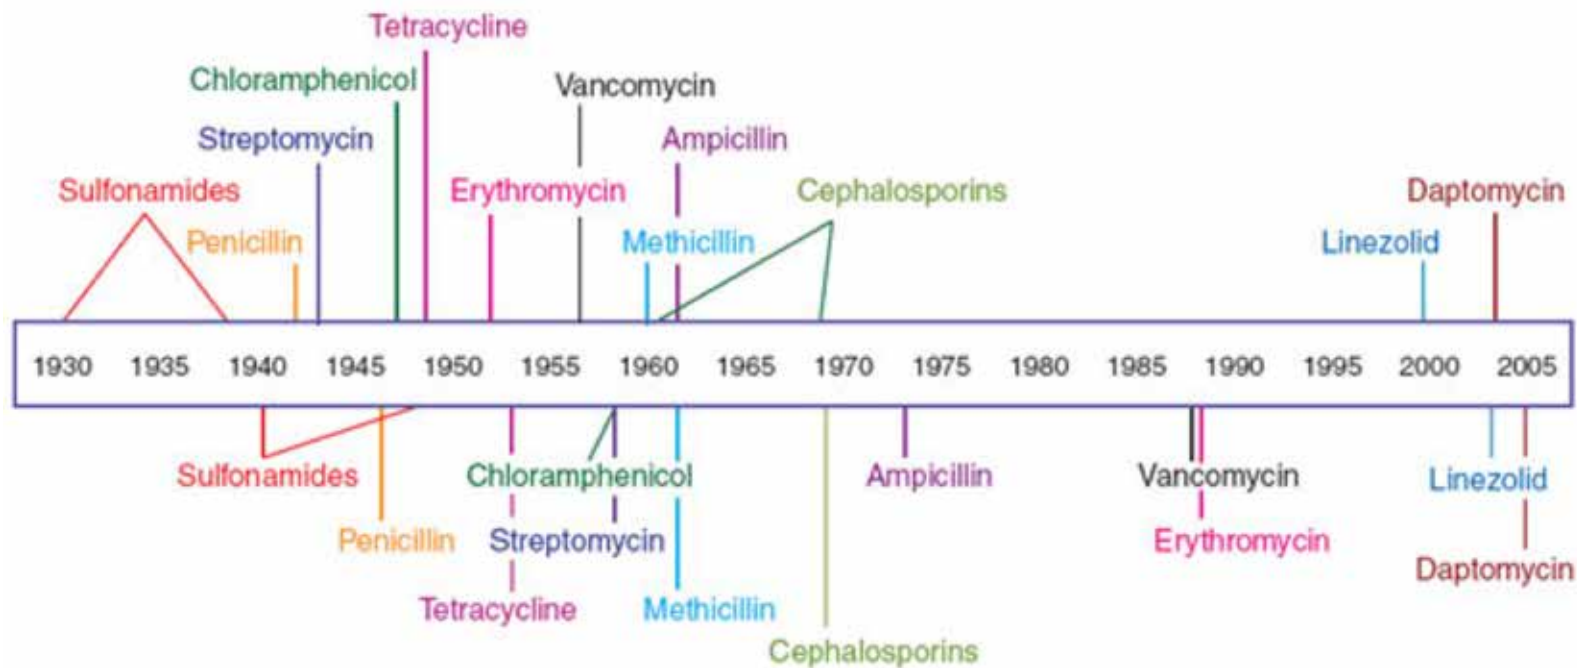 Tetracycline
Chloramphenicol
Vancomycin
Streptomycin
Ampicillin
Sulfonamides
Erythromycin
Cephalosporins
Daptomycin
Penicillin
Methicillin
Linezolid
1930 1935 1940 1945 1950 1955 1960 1965 1970 1975 1980 1985 1990 1995 2000 2005
Sulfonamides
Chloramphenicol
Ampicillin
Vancomycin
Linezolid
Penicillin
Streptomycin
Erythromycin
Daptomycin
Tetracycline
Methicillin
Cephalosporins